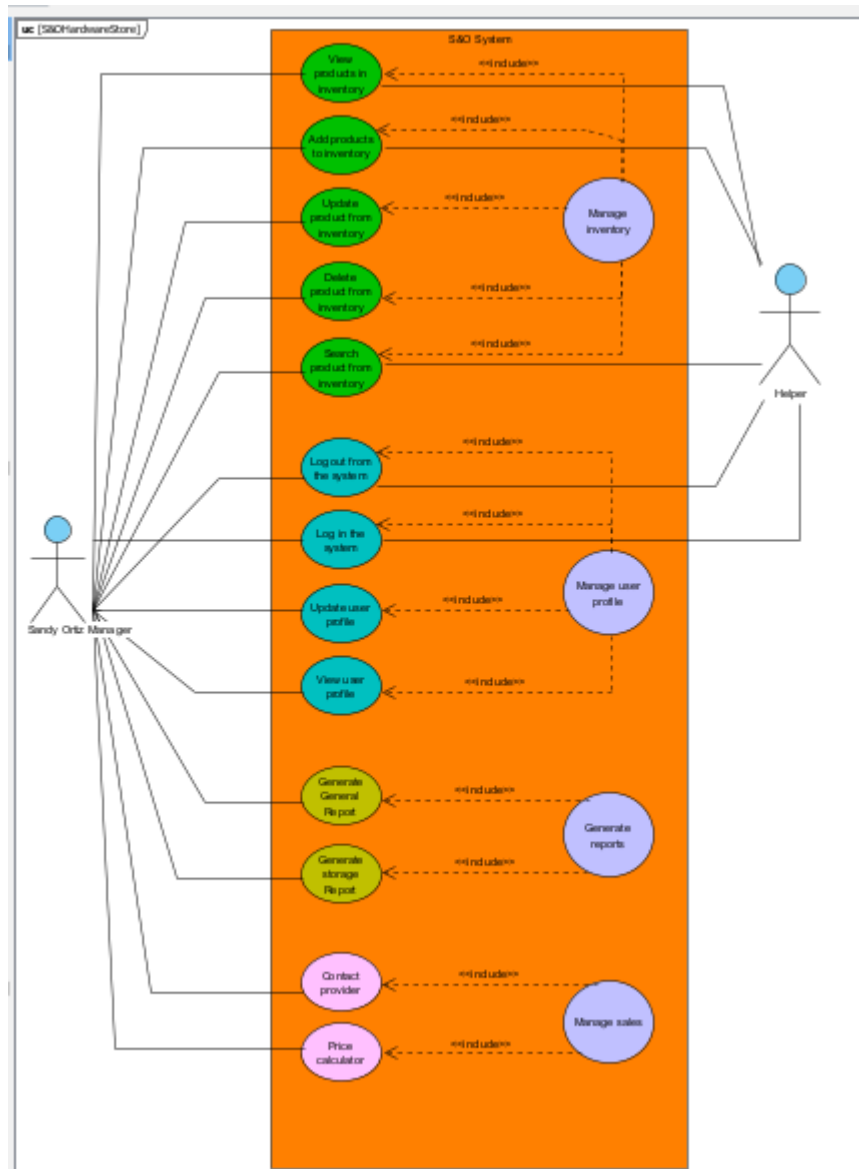 uc [S&OHardwareStore]
S&O System
View
products in
inventory
<<include>>
Add products
to inventory
<<include>>
Update
product from
inventory
<<include>>
Manage
inventory
Delete
product from
inventory
<<include>>
Search
product from
inventory
<<include>>
Helper
Log out from
the system
<<include>>
Log in the
system
<<include>>
Manage user
profile
Update user
profile
<<include>>
Sandy Ortiz Manager
View user
profile
<<include>>
Generate
General
Report
<<include>>
Generate
reports
Generate
storage
Report
<<include>>
Contact
provider
<<include>>
Manage sales
Price
calculator
<<include>>